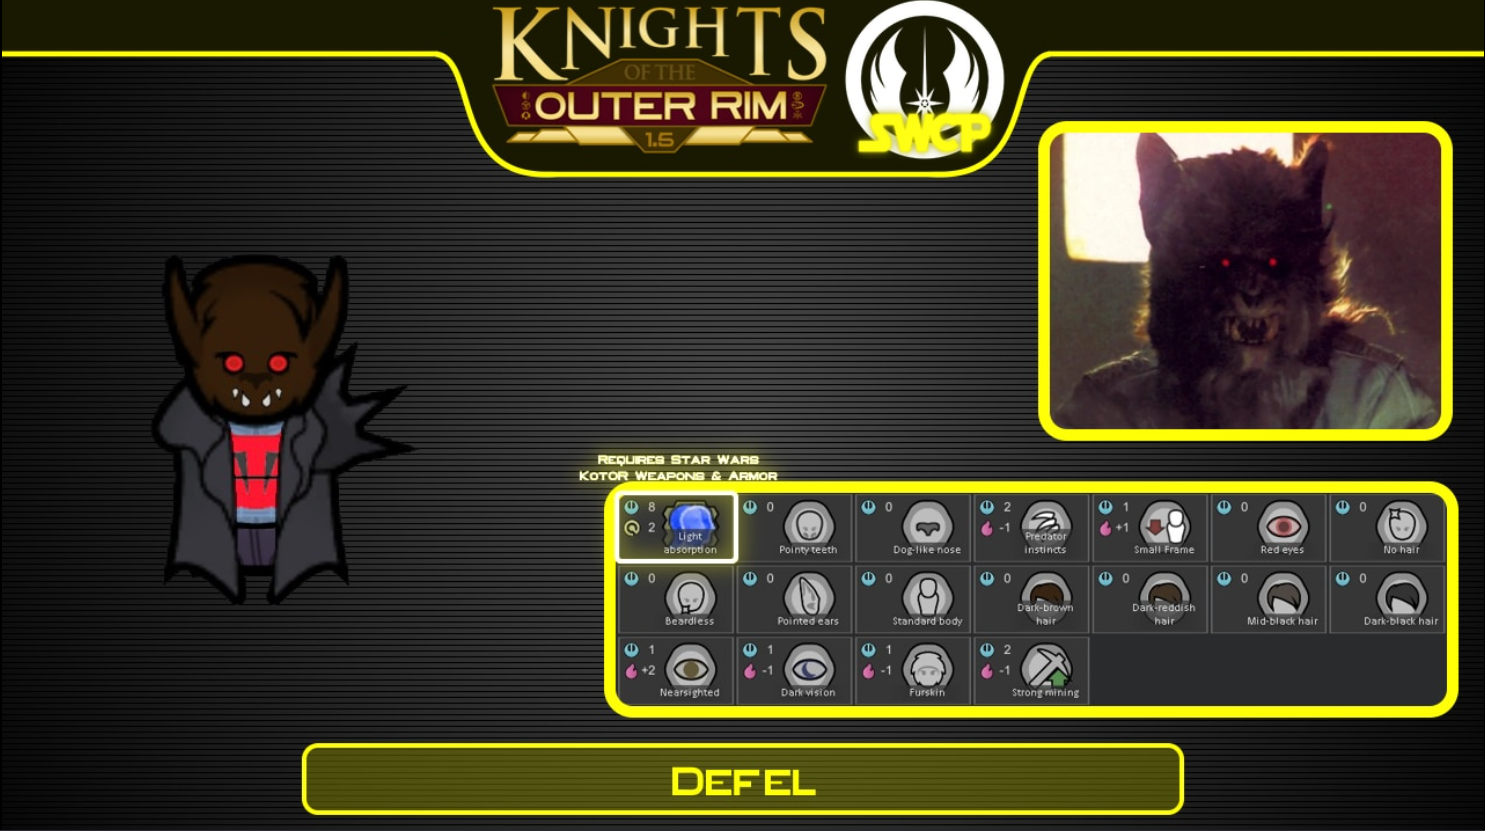 KNIGHTS
OF THE
OUTER RIM
1.5
SWCP
REQUIRES STAR WARS
KOTOR WEAPONS & ARMOR
8
2
Light
absorption
0
Pointy teeth
0
Dog-like nose
2
-1
Predator
instincts
1
+1
Small Frame
0
Red eyes
0
No hair
0
Beardless
0
Pointed ears
0
Standard body
0
Dark-brown
hair
0
Dark-reddish
hair
0
Mid-black hair
0
Dark-black hair
1
+2
Nearsighted
1
-1
Dark vision
1
-1
Furskin
2
-1
Strong mining
DEFEL